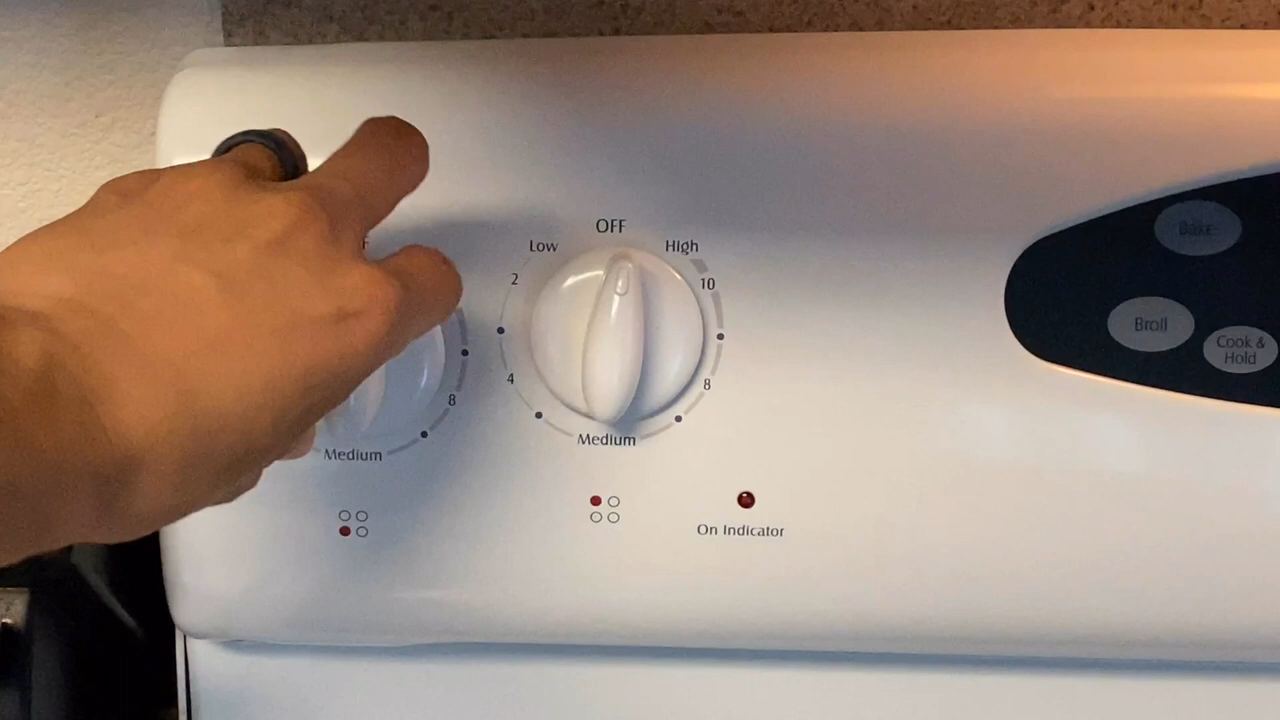 OFF
Low
High
2
10
4
8
Medium
8
Medium
On Indicator
Bake
Broil
Cook &
Hold